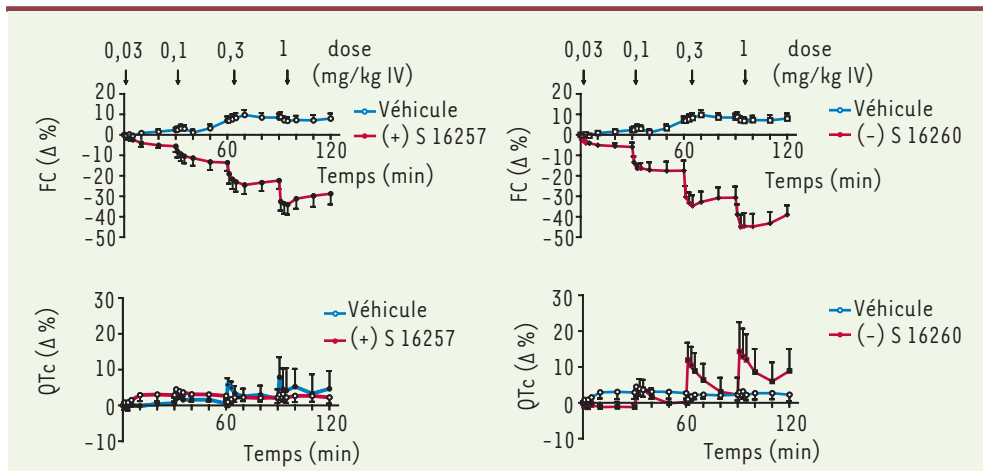 0,03 0,1 0,3 1 dose
(mg/kg IV)
20
10
0
-10
-20
-30
-40
-50
FC (Δ %)
Véhicule
(+) S 16257
60 120
Temps (min)
0,03 0,1 0,3 1 dose
(mg/kg IV)
20
10
0
-10
-20
-30
-40
-50
FC (Δ %)
Véhicule
(−) S 16260
60 120
Temps (min)
30
20
10
0
-10
QTc (Δ %)
Véhicule
(+) S 16257
60 120
Temps (min)
30
20
10
0
-10
QTc (Δ %)
Véhicule
(−) S 16260
60 120
Temps (min)